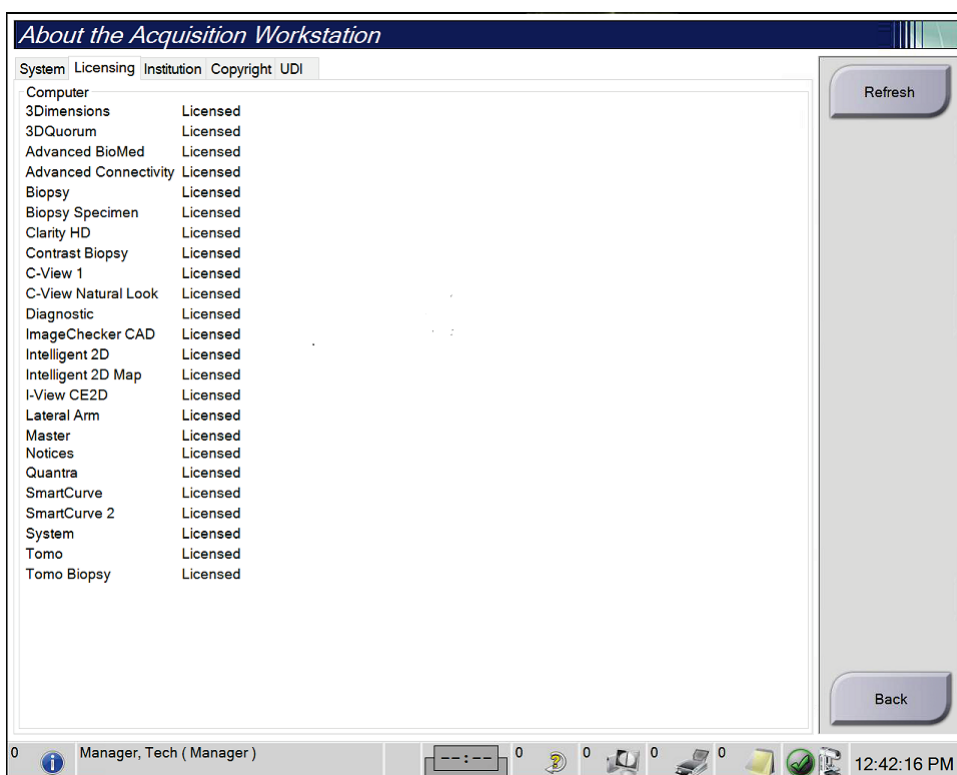 About the Acquisition Workstation
System Licensing Institution Copyright UDI
Computer
3Dimensions Licensed
3DQuorum Licensed
Advanced BioMed Licensed
Advanced Connectivity Licensed
Biopsy Licensed
Biopsy Specimen Licensed
Clarity HD Licensed
Contrast Biopsy Licensed
C-View 1 Licensed
C-View Natural Look Licensed
Diagnostic Licensed
ImageChecker CAD Licensed
Intelligent 2D Licensed
Intelligent 2D Map Licensed
I-View CE2D Licensed
Lateral Arm Licensed
Master Licensed
Notices Licensed
Quantra Licensed
SmartCurve Licensed
SmartCurve 2 Licensed
System Licensed
Tomo Licensed
Tomo Biopsy Licensed
Refresh
Back
0 Manager, Tech ( Manager ) --:-- 0 0 0 0 12:42:16 PM